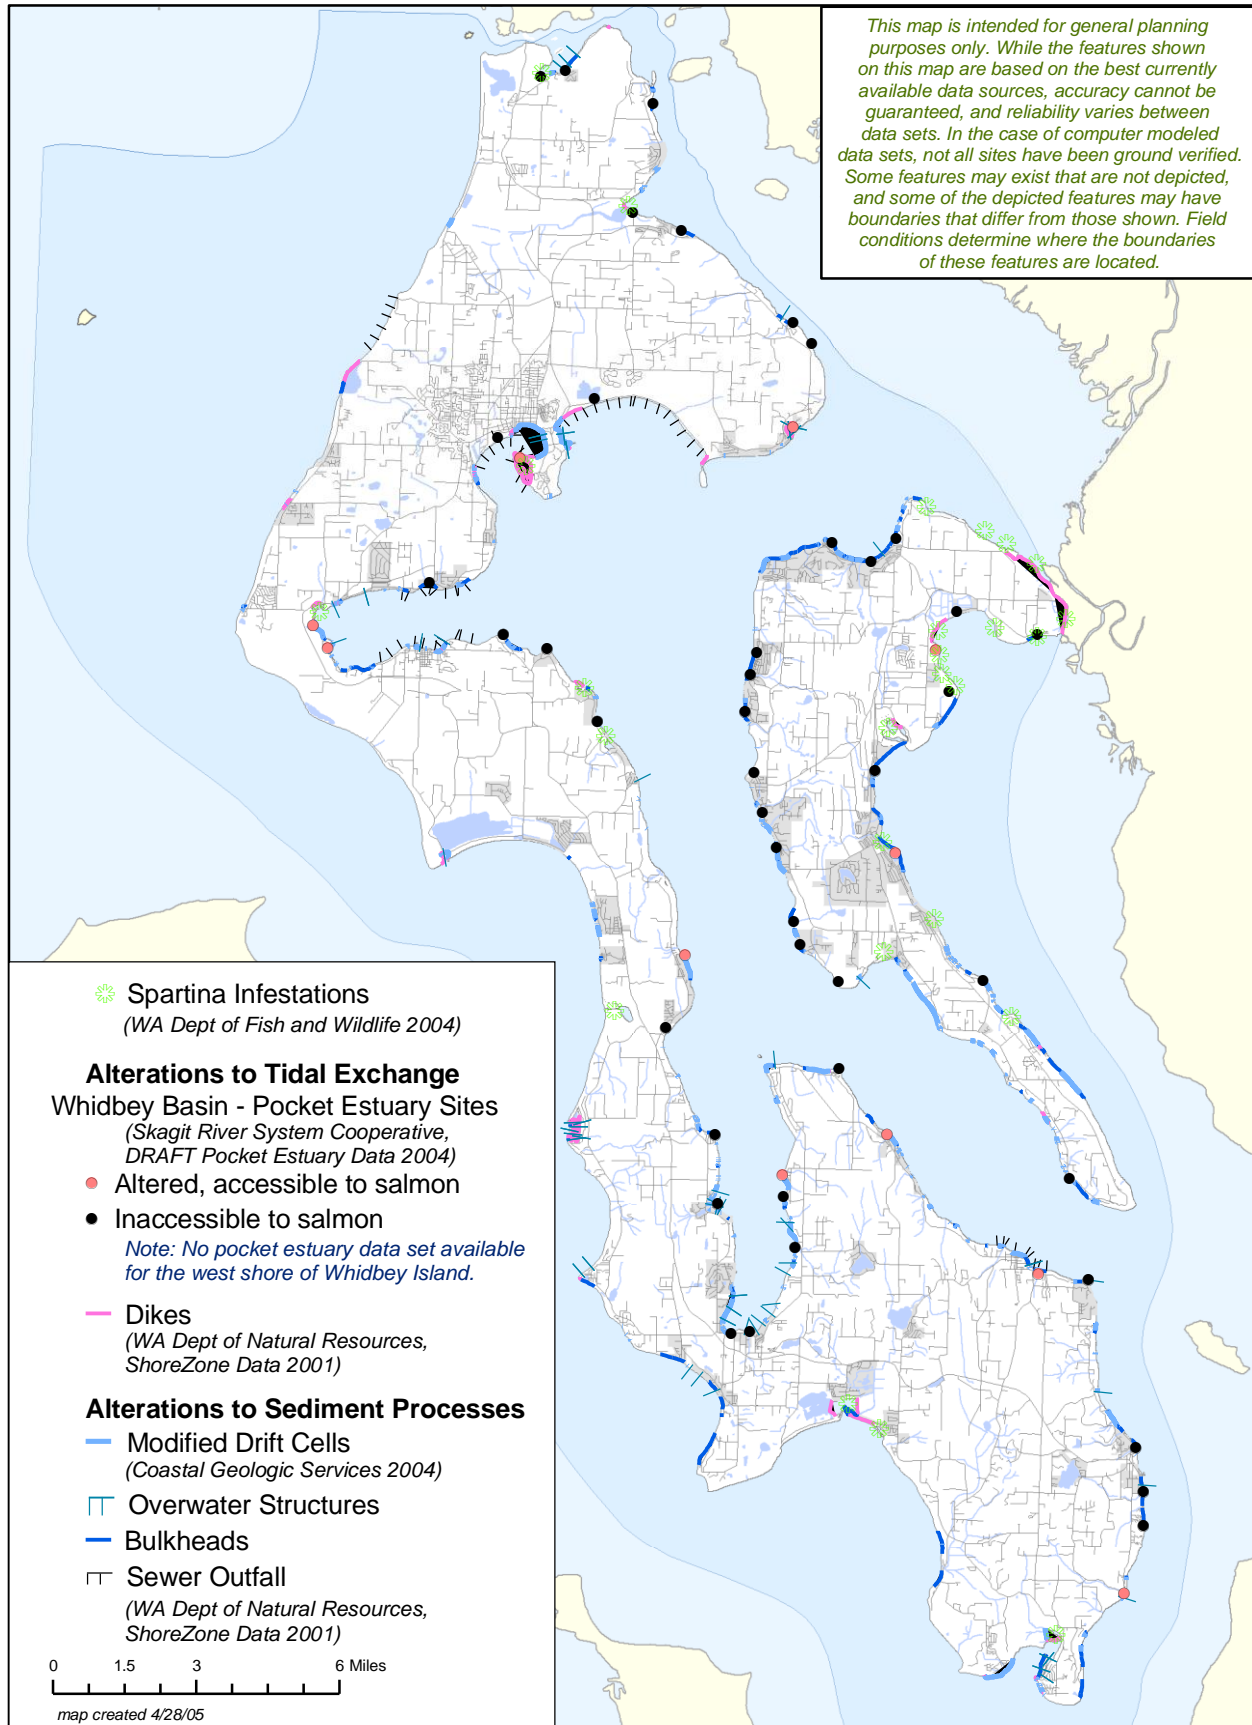 This map is intended for general planning
purposes only. While the features shown
on this map are based on the best currently
available data sources, accuracy cannot be
guaranteed, and reliability varies between
data sets. In the case of computer modeled
data sets, not all sites have been ground verified.
Some features may exist that are not depicted,
and some of the depicted features may have
boundaries that differ from those shown. Field
conditions determine where the boundaries
of these features are located.
Spartina Infestations
(WA Dept of Fish and Wildlife 2004)
Alterations to Tidal Exchange
Whidbey Basin - Pocket Estuary Sites
(Skagit River System Cooperative,
DRAFT Pocket Estuary Data 2004)
Altered, accessible to salmon
Inaccessible to salmon
Note: No pocket estuary data set available
for the west shore of Whidbey Island.
Dikes
(WA Dept of Natural Resources,
ShoreZone Data 2001)
Alterations to Sediment Processes
Modified Drift Cells
(Coastal Geologic Services 2004)
Overwater Structures
Bulkheads
Sewer Outfall
(WA Dept of Natural Resources,
ShoreZone Data 2001)
0 1.5 3 6 Miles
map created 4/28/05